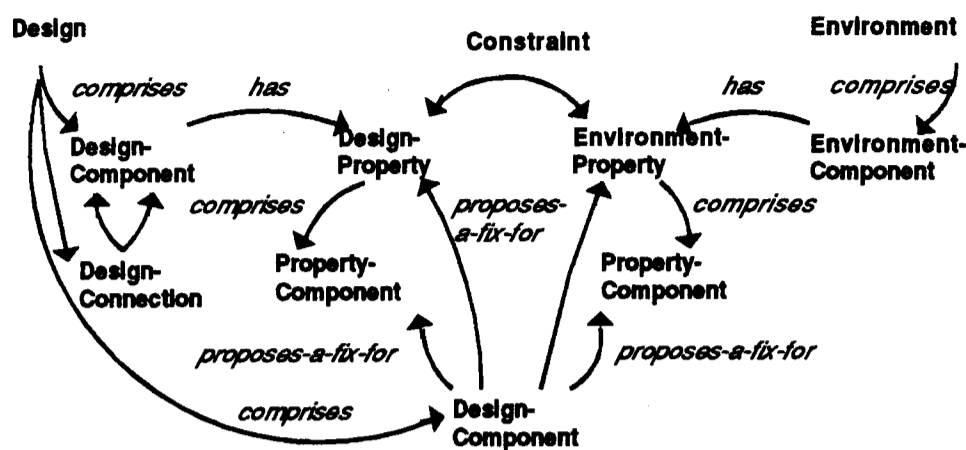 Design
Constraint
Environment
comprises
has
has
comprises
Design-
Component
Design-
Property
Environment-
Property
Environment-
Component
comprises
proposes-
a-fix-for
comprises
Design-
Connection
Property-
Component
Property-
Component
proposes-a-fix-for
proposes-a-fix-for
comprises
Design-
Component